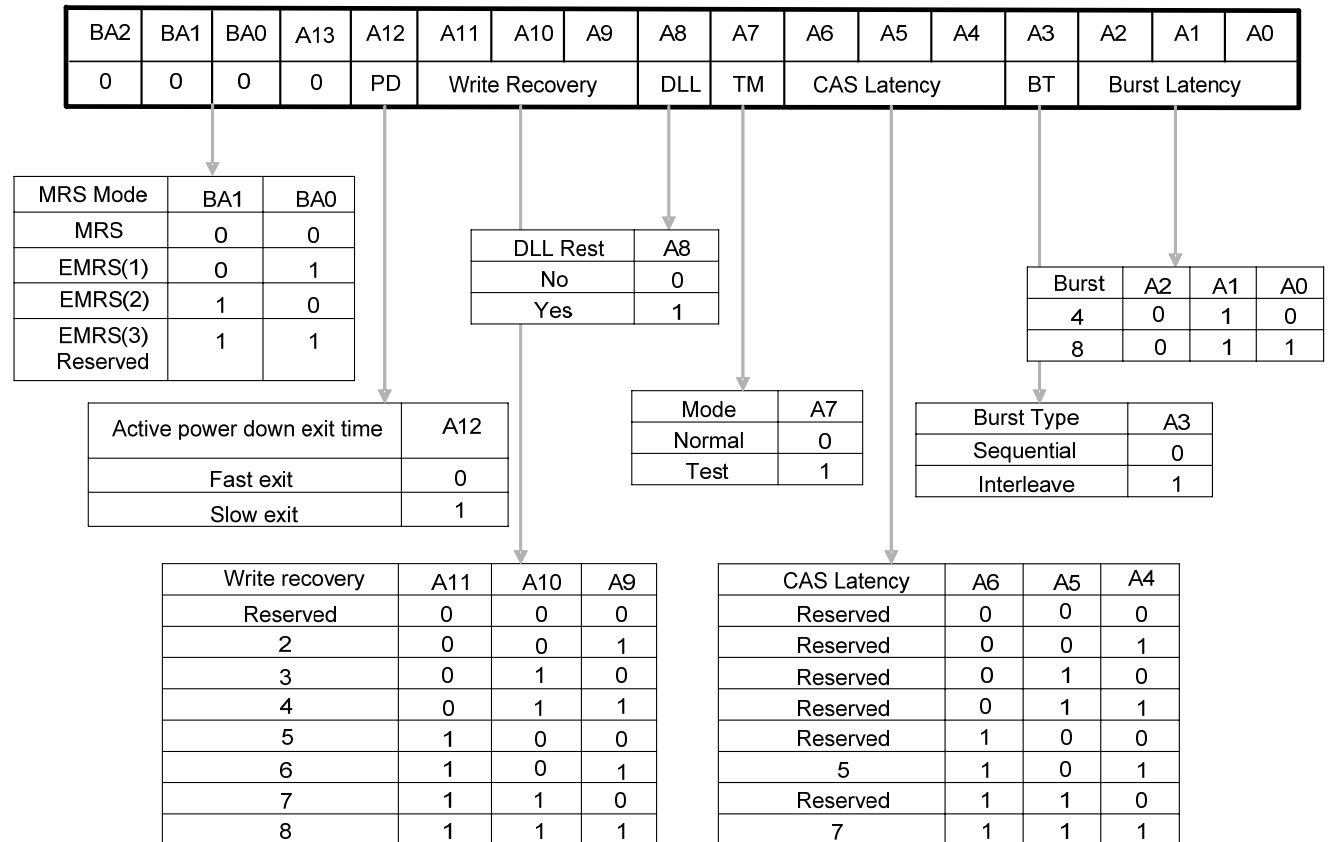 BA2 BA1 BA0 A13 A12 A11 A10 A9 A8 A7 A6 A5 A4 A3 A2 A1 A0
0 0 0 0 PD Write Recovery DLL TM CAS Latency BT Burst Latency
MRS Mode BA1 BA0
MRS 0 0
EMRS(1) 0 1
EMRS(2) 1 0
EMRS(3)
Reserved 1 1
DLL Rest A8
No 0
Yes 1
Burst A2 A1 A0
4 0 1 0
8 0 1 1
Active power down exit time A12
Fast exit 0
Slow exit 1
Mode A7
Normal 0
Test 1
Burst Type A3
Sequential 0
Interleave 1
Write recovery A11 A10 A9
Reserved 0 0 0
2 0 0 1
3 0 1 0
4 0 1 1
5 1 0 0
6 1 0 1
7 1 1 0
8 1 1 1
CAS Latency A6 A5 A4
Reserved 0 0 0
Reserved 0 0 1
Reserved 0 1 0
Reserved 0 1 1
Reserved 1 0 0
5 1 0 1
Reserved 1 1 0
7 1 1 1